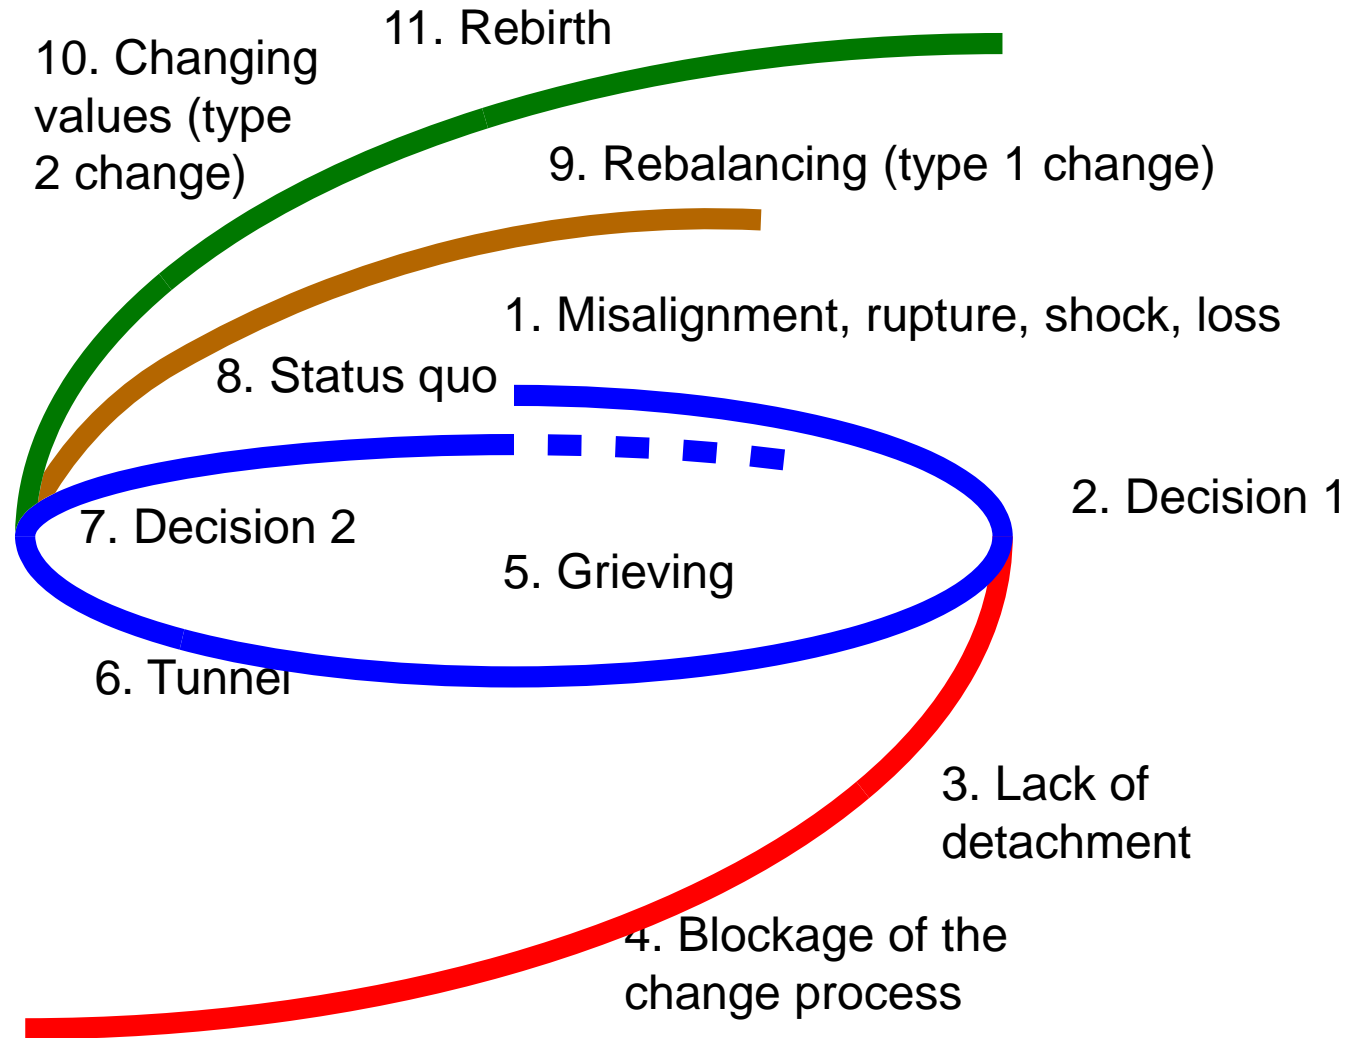 11. Rebirth
10. Changing
values (type
2 change)
9. Rebalancing (type 1 change)
1. Misalignment, rupture, shock, loss
8. Status quo
2. Decision 1
7. Decision 2
5. Grieving
6. Tunnel
3. Lack of
detachment
4. Blockage of the
change process